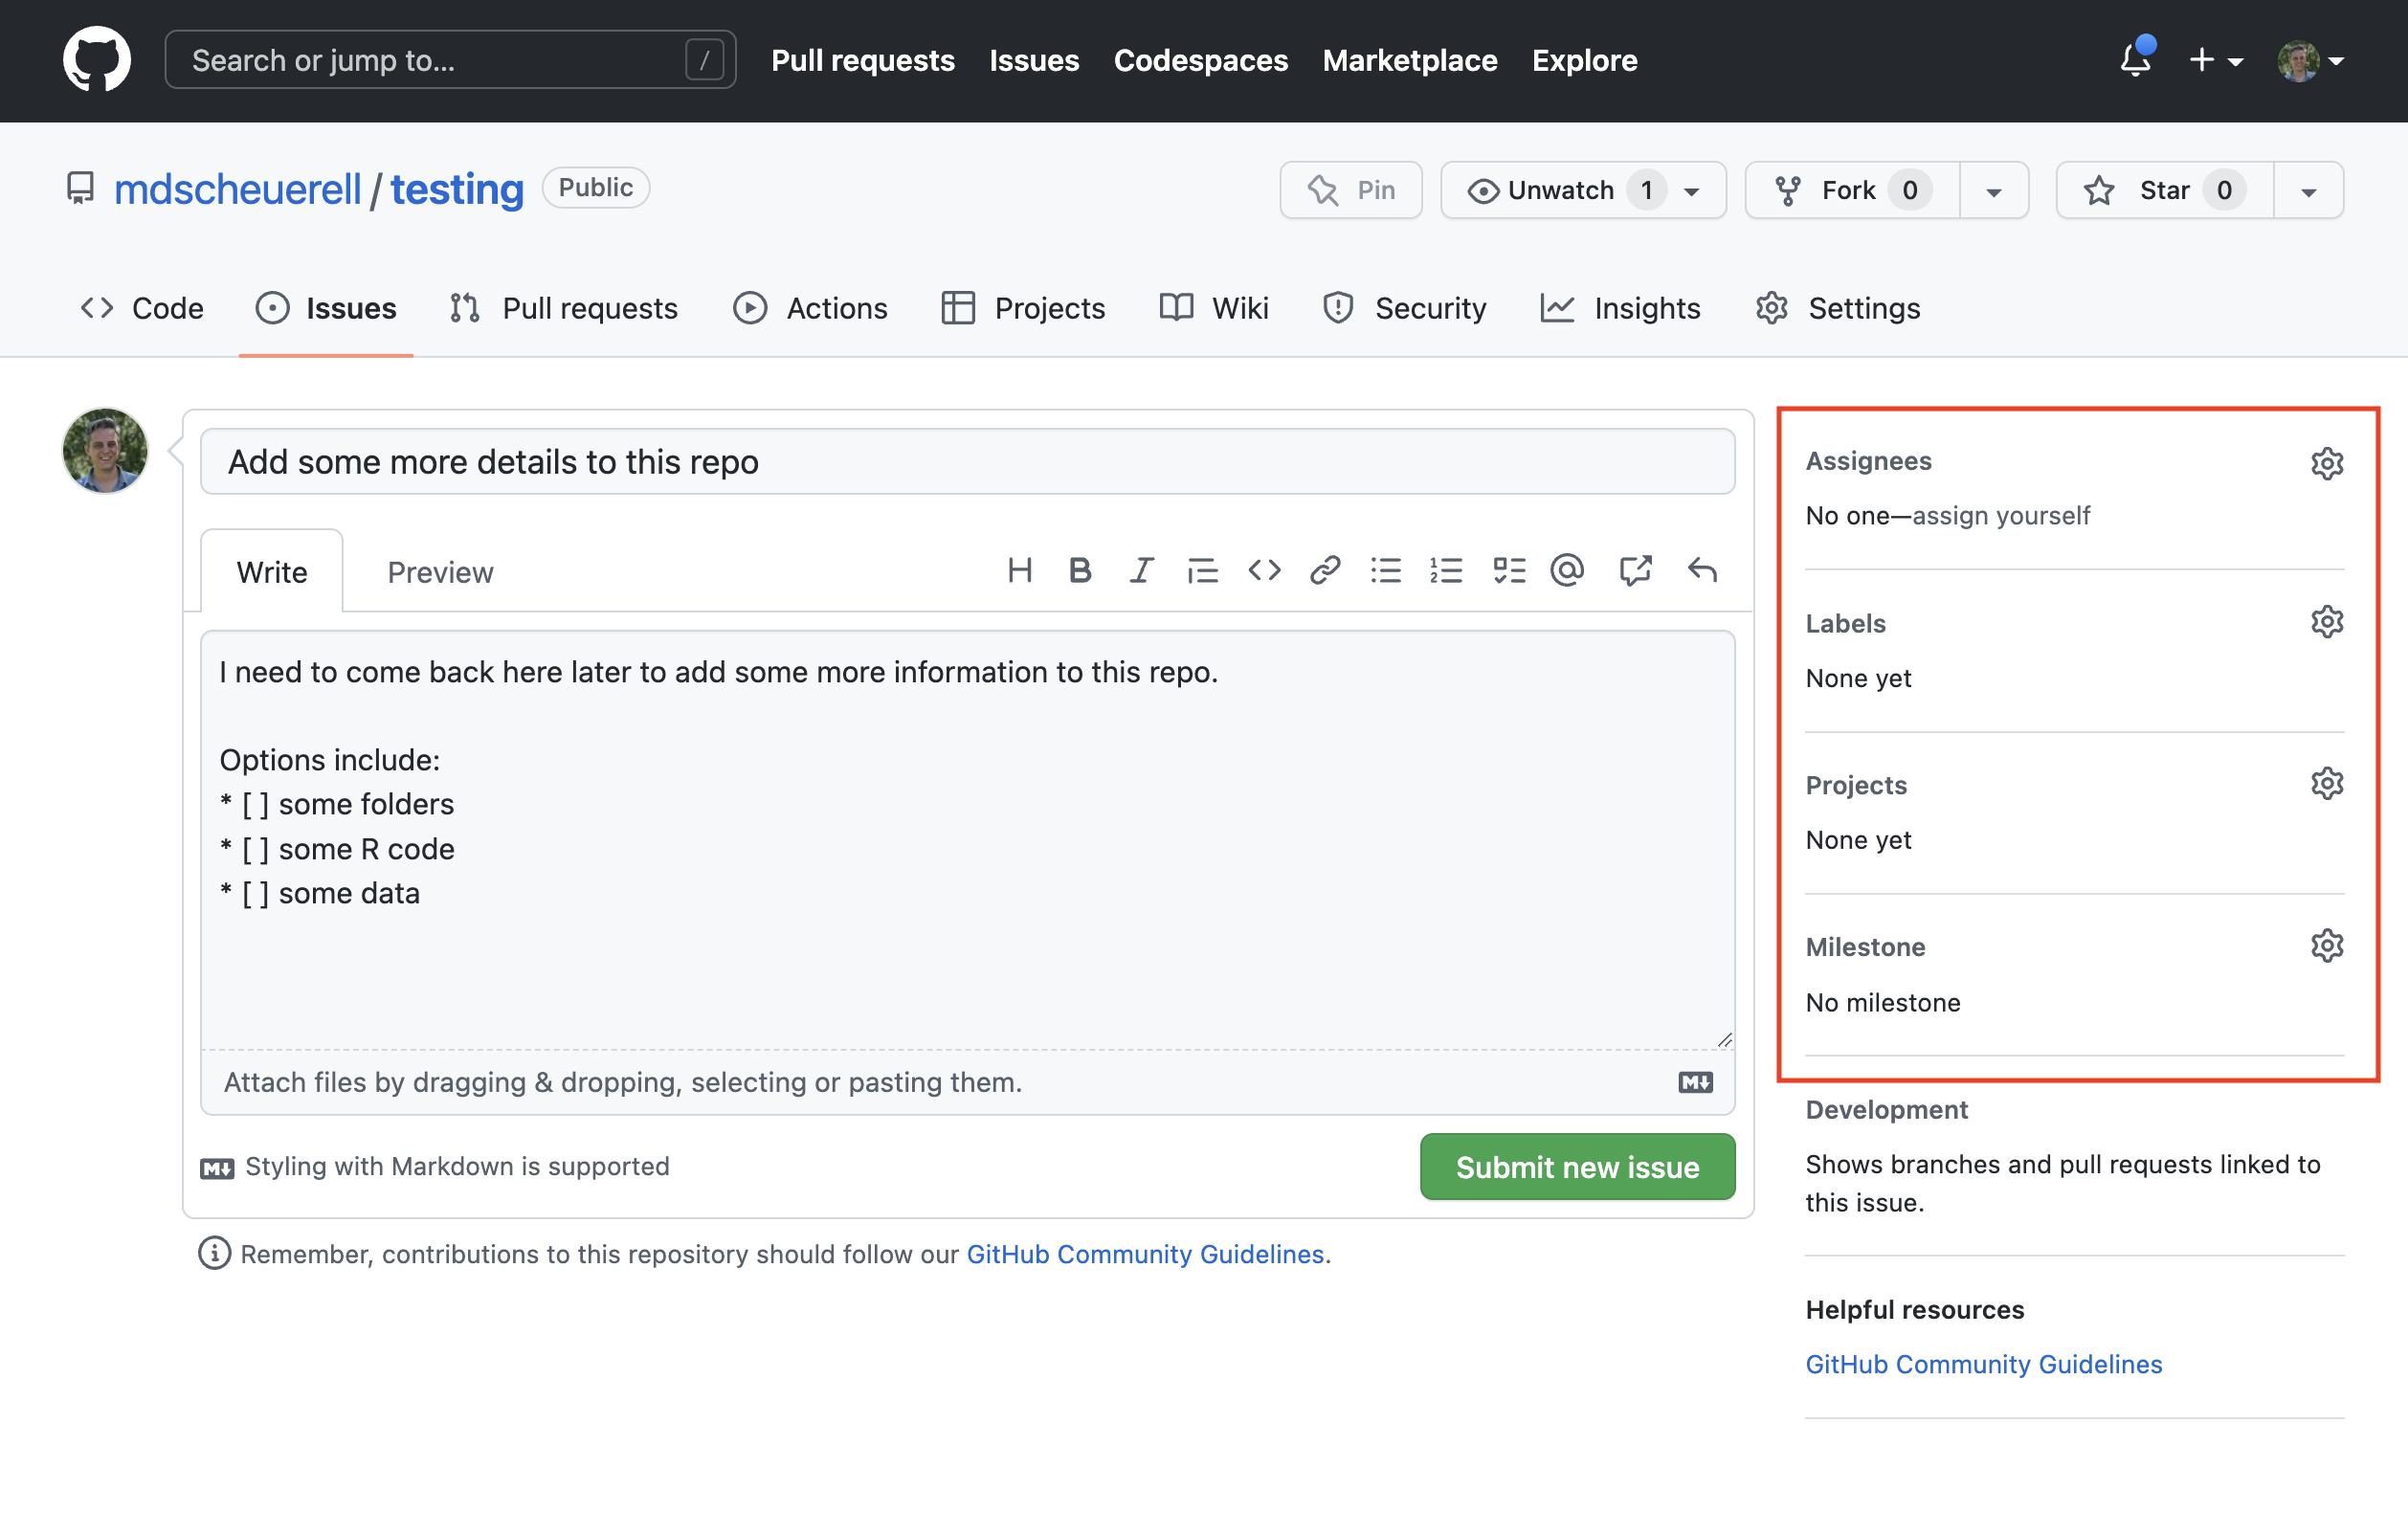 Search or jump to... /
Pull requests Issues Codespaces Marketplace Explore
mdscheuerell / testing Public
Pin Unwatch 1 Fork 0 Star 0
Code Issues Pull requests Actions Projects Wiki Security Insights Settings
Add some more details to this repo
Write Preview
I need to come back here later to add some more information to this repo.
Options include:
* [ ] some folders
* [ ] some R code
* [ ] some data
Attach files by dragging & dropping, selecting or pasting them.
Styling with Markdown is supported
Submit new issue
Remember, contributions to this repository should follow our GitHub Community Guidelines.
Assignees
No one—assign yourself
Labels
None yet
Projects
None yet
Milestone
No milestone
Development
Shows branches and pull requests linked to
this issue.
Helpful resources
GitHub Community Guidelines